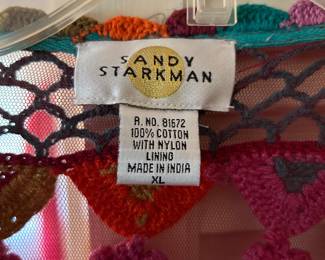 SANDY
STARKMAN
R. NO. 81672
100% COTTON
WITH NYLON
LINING
MADE IN INDIA
XL